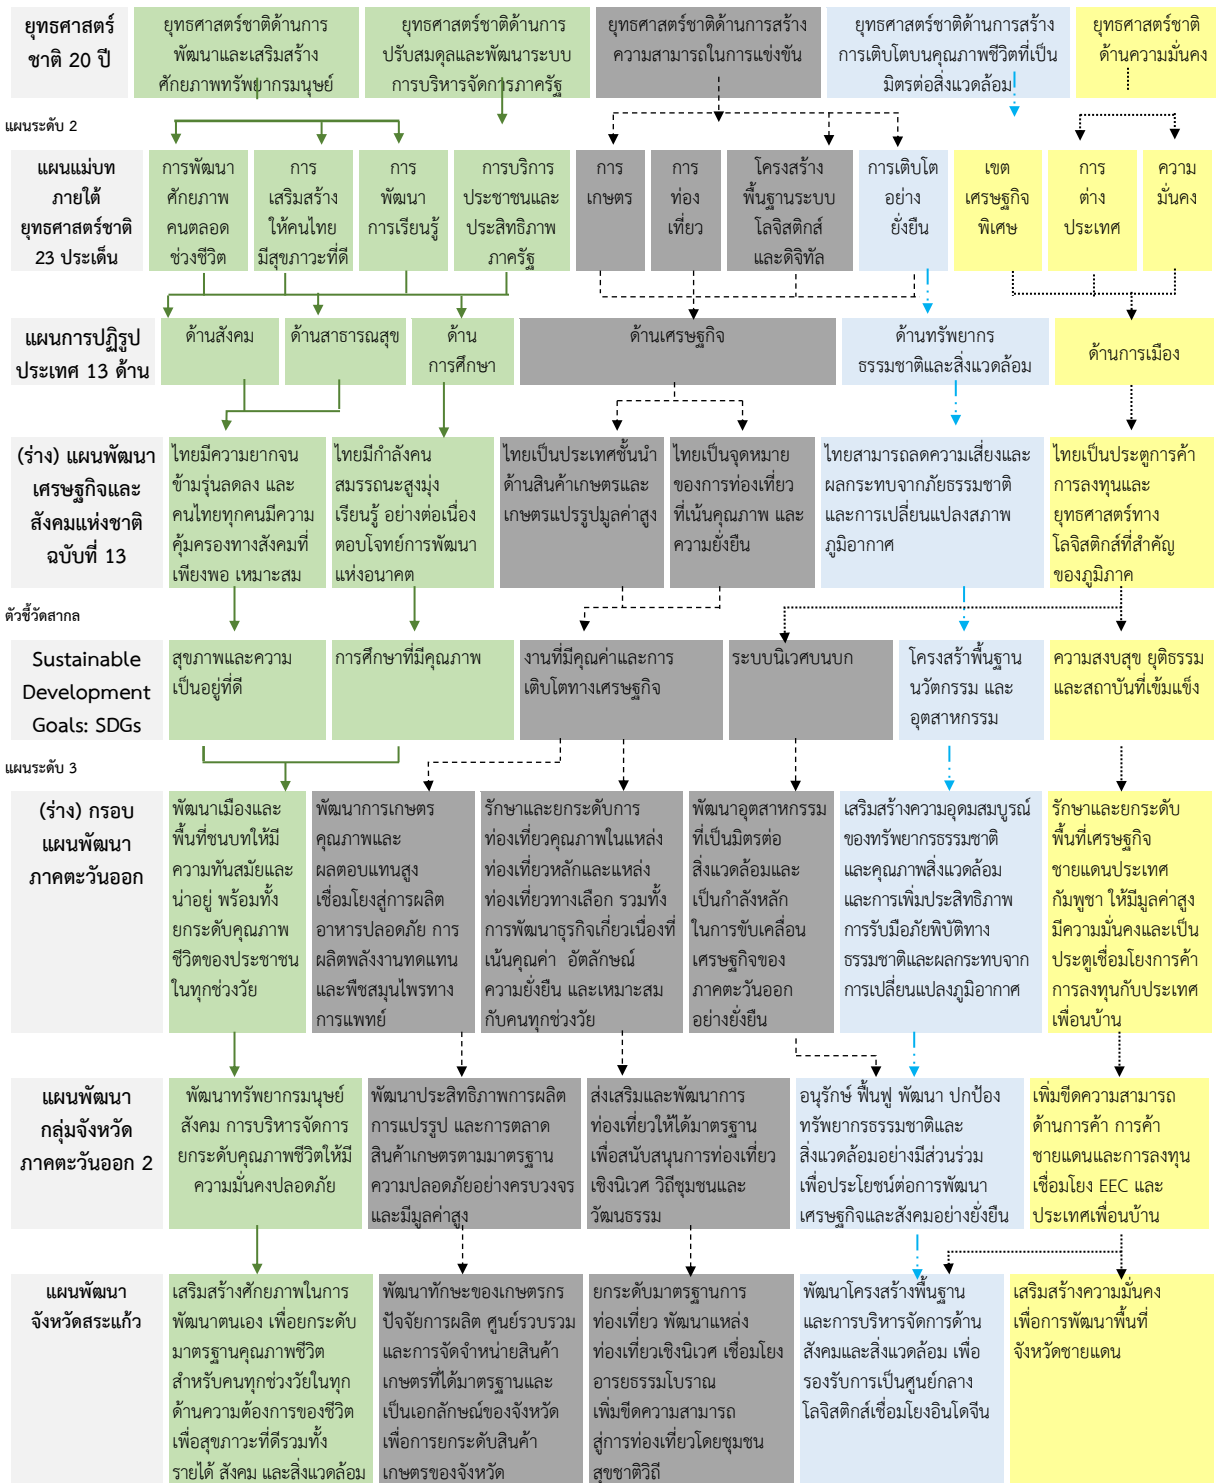 ยุทธศาสตร์
ชาติ 20 ปี
ยุทธศาสตร์ชาติด้านการ
พัฒนาและเสริมสร้าง
ศักยภาพทรัพยากรมนุษย์
ยุทธศาสตร์ชาติด้านการ
ปรับสมดุลและพัฒนาระบบ
การบริหารจัดการภาครัฐ
ยุทธศาสตร์ชาติด้านการสร้าง
ความสามารถในการแข่งขัน
ยุทธศาสตร์ชาติด้านการสร้าง
การเติบโตบนคุณภาพชีวิตที่เป็น
มิตรต่อสิ่งแวดล้อม
ยุทธศาสตร์ชาติ
ด้านความมั่นคง
แผนระดับ 2
แผนแม่บท
ภายใต้
ยุทธศาสตร์ชาติ
23 ประเด็น
การพัฒนา
ศักยภาพ
คนตลอด
ช่วงชีวิต
การ
เสริมสร้าง
ให้คนไทย
มีสุขภาวะที่ดี
การ
พัฒนา
การเรียนรู้
การบริการ
ประชาชนและ
ประสิทธิภาพ
ภาครัฐ
การ
เกษตร
การ
ท่อง
เที่ยว
โครงสร้าง
พื้นฐานระบบ
โลจิสติกส์
และดิจิทัล
การเติบโต
อย่าง
ยั่งยืน
เขต
เศรษฐกิจ
พิเศษ
การ
ต่าง
ประเทศ
ความ
มั่นคง
แผนการปฏิรูป
ประเทศ 13 ด้าน
ด้านสังคม
ด้านสาธารณสุข
ด้าน
การศึกษา
ด้านเศรษฐกิจ
ด้านทรัพยากร
ธรรมชาติและสิ่งแวดล้อม
ด้านการเมือง
(ร่าง) แผนพัฒนา
เศรษฐกิจและ
สังคมแห่งชาติ
ฉบับที่ 13
ไทยมีความยากจน
ข้ามรุ่นลดลง และ
คนไทยทุกคนมีความ
คุ้มครองทางสังคมที่
เพียงพอ เหมาะสม
ไทยมีกำลังคน
สมรรถนะสูงมุ่ง
เรียนรู้ อย่างต่อเนื่อง
ตอบโจทย์การพัฒนา
แห่งอนาคต
ไทยเป็นประเทศชั้นนำ
ด้านสินค้าเกษตรและ
เกษตรแปรรูปมูลค่าสูง
ไทยเป็นจุดหมาย
ของการท่องเที่ยว
ที่เน้นคุณภาพ และ
ความยั่งยืน
ไทยสามารถลดความเสี่ยงและ
ผลกระทบจากภัยธรรมชาติ
และการเปลี่ยนแปลงสภาพ
ภูมิอากาศ
ไทยเป็นประตูการค้า
การลงทุนและ
ยุทธศาสตร์ทาง
โลจิสติกส์ที่สำคัญ
ของภูมิภาค
ตัวชี้วัดสากล
Sustainable
Development
Goals: SDGs
สุขภาพและความ
เป็นอยู่ที่ดี
การศึกษาที่มีคุณภาพ
งานที่มีคุณค่าและการ
เติบโตทางเศรษฐกิจ
ระบบนิเวศบนบก
โครงสร้าพื้นฐาน
นวัตกรรม และ
อุตสาหกรรม
ความสงบสุข ยุติธรรม
และสถาบันที่เข้มแข็ง
แผนระดับ 3
(ร่าง) กรอบ
แผนพัฒนา
ภาคตะวันออก
พัฒนาเมืองและ
พื้นที่ชนบทให้มี
ความทันสมัยและ
น่าอยู่ พร้อมทั้ง
ยกระดับคุณภาพ
ชีวิตของประชาชน
ในทุกช่วงวัย
พัฒนาการเกษตร
คุณภาพและ
ผลตอบแทนสูง
เชื่อมโยงสู่การผลิต
อาหารปลอดภัย การ
ผลิตพลังงานทดแทน
และพืชสมุนไพรทาง
การแพทย์
รักษาและยกระดับการ
ท่องเที่ยวคุณภาพในแหล่ง
ท่องเที่ยวหลักและแหล่ง
ท่องเที่ยวทางเลือก รวมทั้ง
การพัฒนาธุรกิจเกี่ยวเนื่องที่
เน้นคุณค่า อัตลักษณ์
ความยั่งยืน และเหมาะสม
กับคนทุกช่วงวัย
พัฒนาอุตสาหกรรม
ที่เป็นมิตรต่อ
สิ่งแวดล้อมและ
เป็นกำลังหลัก
ในการขับเคลื่อน
เศรษฐกิจของ
ภาคตะวันออก
อย่างยั่งยืน
เสริมสร้างความอุดมสมบูรณ์
ของทรัพยากรธรรมชาติ
และคุณภาพสิ่งแวดล้อม
และการเพิ่มประสิทธิภาพ
การรับมือภัยพิบัติทาง
ธรรมชาติและผลกระทบจาก
การเปลี่ยนแปลงภูมิอากาศ
รักษาและยกระดับ
พื้นที่เศรษฐกิจ
ชายแดนประเทศ
กัมพูชา ให้มีมูลค่าสูง
มีความมั่นคงและเป็น
ประตูเชื่อมโยงการค้า
การลงทุนกับประเทศ
เพื่อนบ้าน
แผนพัฒนา
กลุ่มจังหวัด
ภาคตะวันออก 2
พัฒนาทรัพยากรมนุษย์
สังคม การบริหารจัดการ
ยกระดับคุณภาพชีวิตให้มี
ความมั่นคงปลอดภัย
พัฒนาประสิทธิภาพการผลิต
การแปรรูป และการตลาด
สินค้าเกษตรตามมาตรฐาน
ความปลอดภัยอย่างครบวงจร
และมีมูลค่าสูง
ส่งเสริมและพัฒนาการ
ท่องเที่ยวให้ได้มาตรฐาน
เพื่อสนับสนุนการท่องเที่ยว
เชิงนิเวศ วิถีชุมชนและ
วัฒนธรรม
อนุรักษ์ ฟื้นฟู พัฒนา ปกป้อง
ทรัพยากรธรรมชาติและ
สิ่งแวดล้อมอย่างมีส่วนร่วม
เพื่อประโยชน์ต่อการพัฒนา
เศรษฐกิจและสังคมอย่างยั่งยืน
เพิ่มขีดความสามารถ
ด้านการค้า การค้า
ชายแดนและการลงทุน
เชื่อมโยง EEC และ
ประเทศเพื่อนบ้าน
แผนพัฒนา
จังหวัดสระแก้ว
เสริมสร้างศักยภาพในการ
พัฒนาตนเอง เพื่อยกระดับ
มาตรฐานคุณภาพชีวิต
สำหรับคนทุกช่วงวัยในทุก
ด้านความต้องการของชีวิต
เพื่อสุขภาวะที่ดีรวมทั้ง
รายได้ สังคม และสิ่งแวดล้อม
พัฒนาทักษะของเกษตรกร
ปัจจัยการผลิต ศูนย์รวบรวม
และการจัดจำหน่ายสินค้า
เกษตรที่ได้มาตรฐานและ
เป็นเอกลักษณ์ของจังหวัด
เพื่อการยกระดับสินค้า
เกษตรของจังหวัด
ยกระดับมาตรฐานการ
ท่องเที่ยว พัฒนาแหล่ง
ท่องเที่ยวเชิงนิเวศ เชื่อมโยง
อารยธรรมโบราณ
เพิ่มขีดความสามารถ
สู่การท่องเที่ยวโดยชุมชน
สุขชาติวิถี
พัฒนาโครงสร้างพื้นฐาน
และการบริหารจัดการด้าน
สังคมและสิ่งแวดล้อม เพื่อ
รองรับการเป็นศูนย์กลาง
โลจิสติกส์เชื่อมโยงอินโดจีน
เสริมสร้างความมั่นคง
เพื่อการพัฒนาพื้นที่
จังหวัดชายแดน